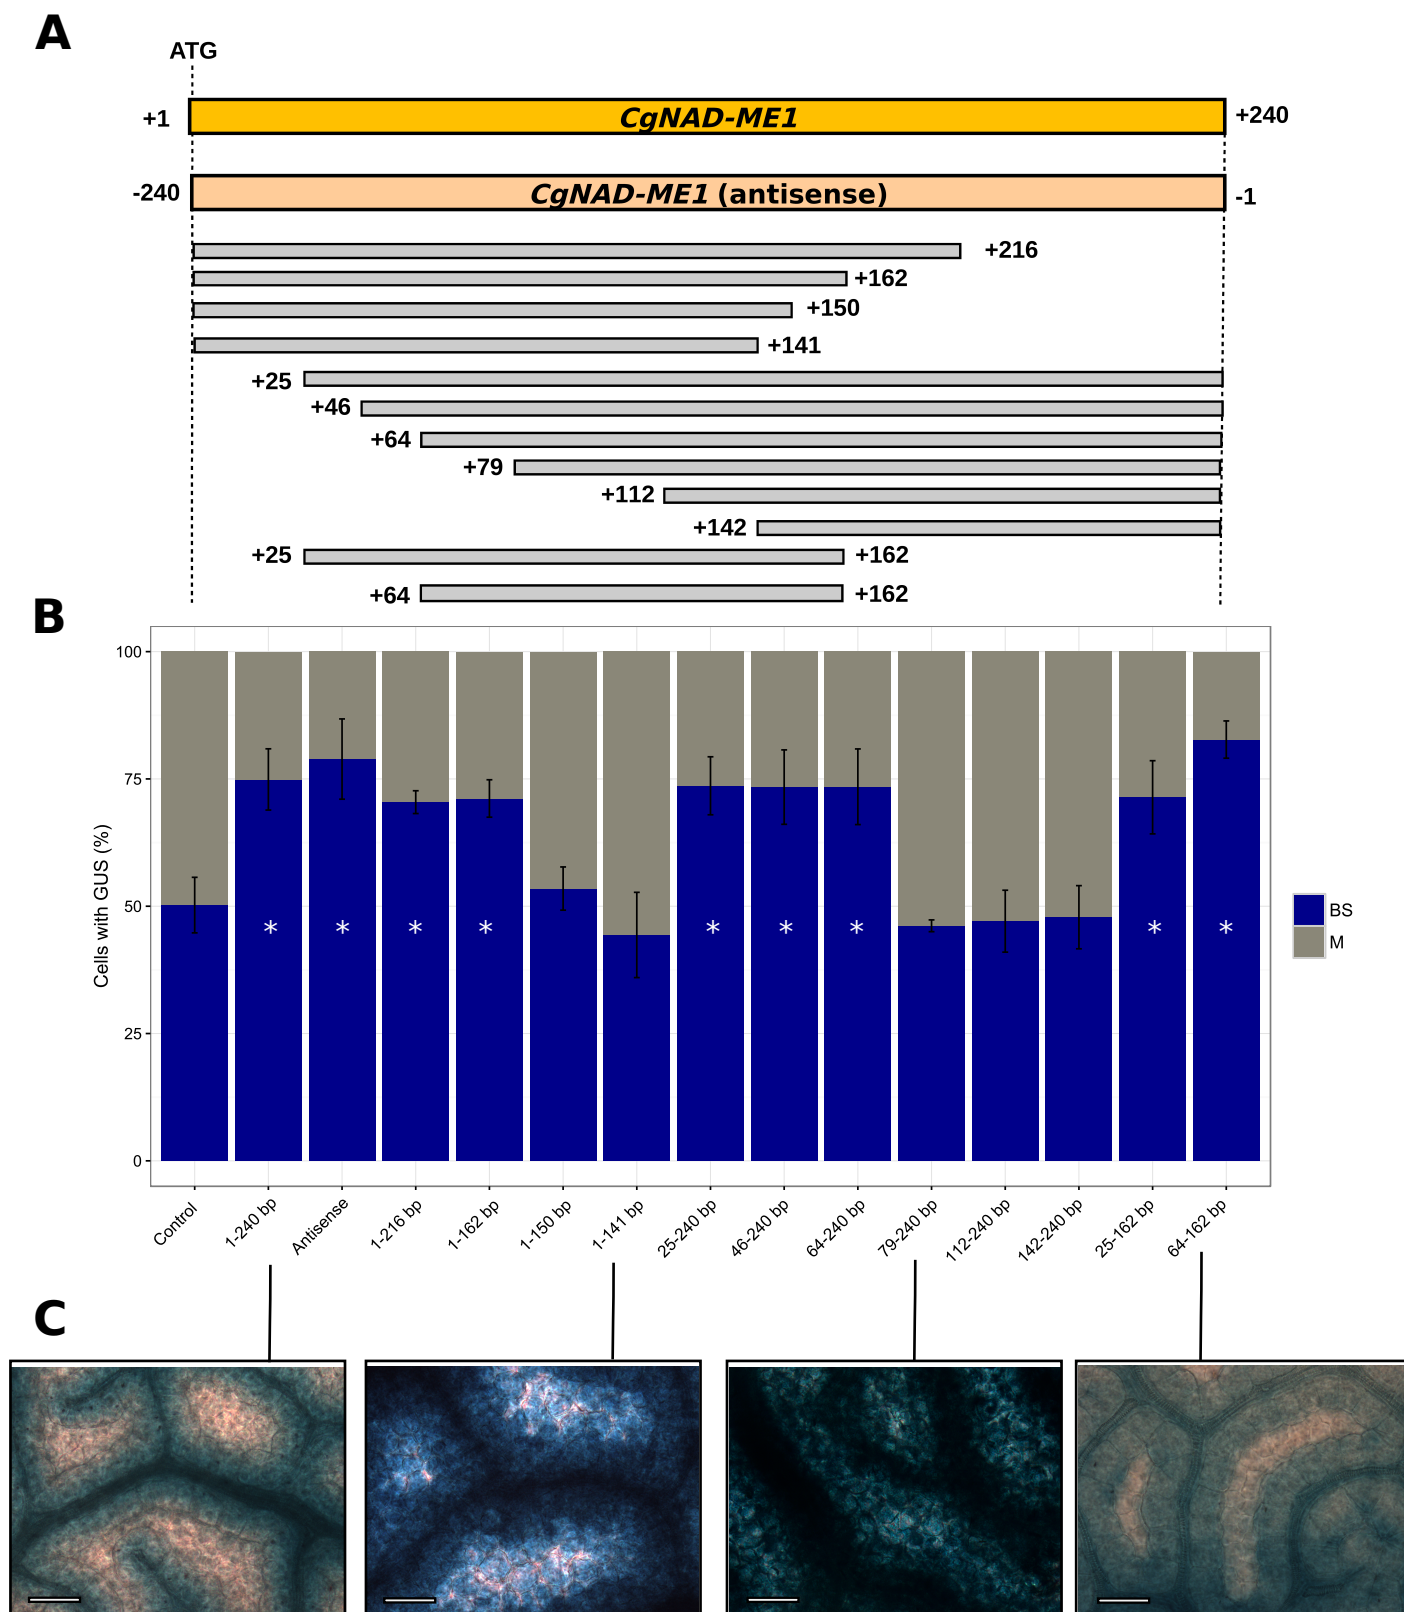 A
ATG
+1 CgNAD-ME1 +240
-240 CgNAD-ME1 (antisense) -1
+216
+162
+150
+141
+25
+46
+64
+79
+112
+142
+25 +162
+64 +162
B
100
75
50
25
0
Cells with GUS (%)
* * * * * * * * *
BS
M
Control 1-240 bp Antisense 1-216 bp 1-162 bp 1-150 bp 1-141 bp 25-240 bp 46-240 bp 64-240 bp 79-240 bp 112-240 bp 142-240 bp 25-162 bp 64-162 bp
C